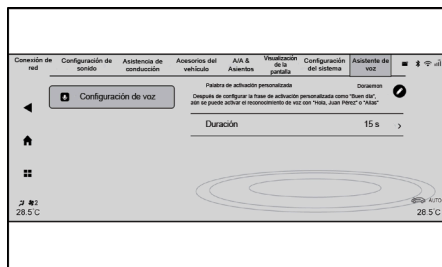 Conexión de red
Configuración de sonido
Asistencia de conducción
Acesorios del vehículo
A/A & Asientos
Visualización de la pantalla
Configuración del sistema
Asistente de voz
Configuración de voz
Palabra de activación personalizada
Doraemon
Después de configurar la frase de activación personalizada como "Buen día",
aún se puede activar el reconocimiento de voz con "Hola, Juan Pérez" o "Alias"
Duración
15 s
2
28.5°C
AUTO
28.5°C